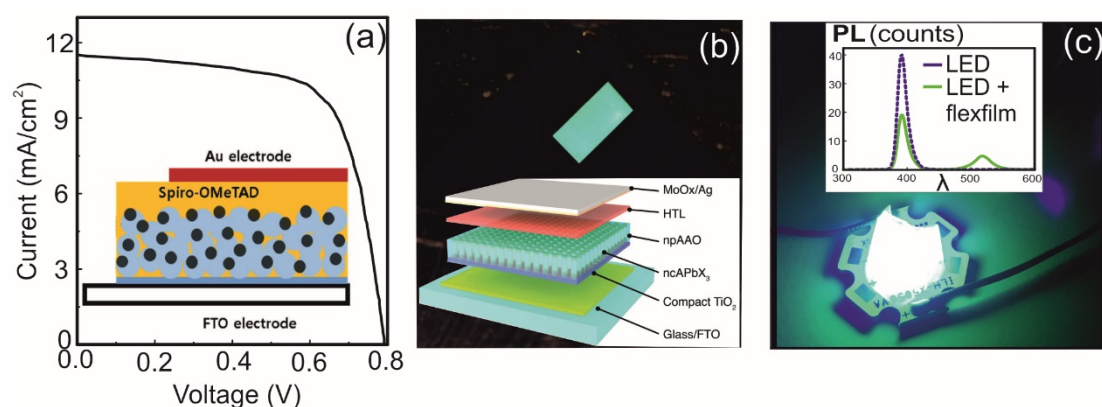 (a)
Current (mA/cm²)
12
9
6
3
0
Au electrode
Spiro-OMeTAD
FTO electrode
0.0 0.2 0.4 0.6 0.8
Voltage (V)
(b)
MoOx/Ag
HTL
npAAO
ncAPbX₃
Compact TiO₂
Glass/FTO
(c)
PL (counts)
LED
LED +
flexfilm
40
30
20
10
0
300 400 500 600
λ